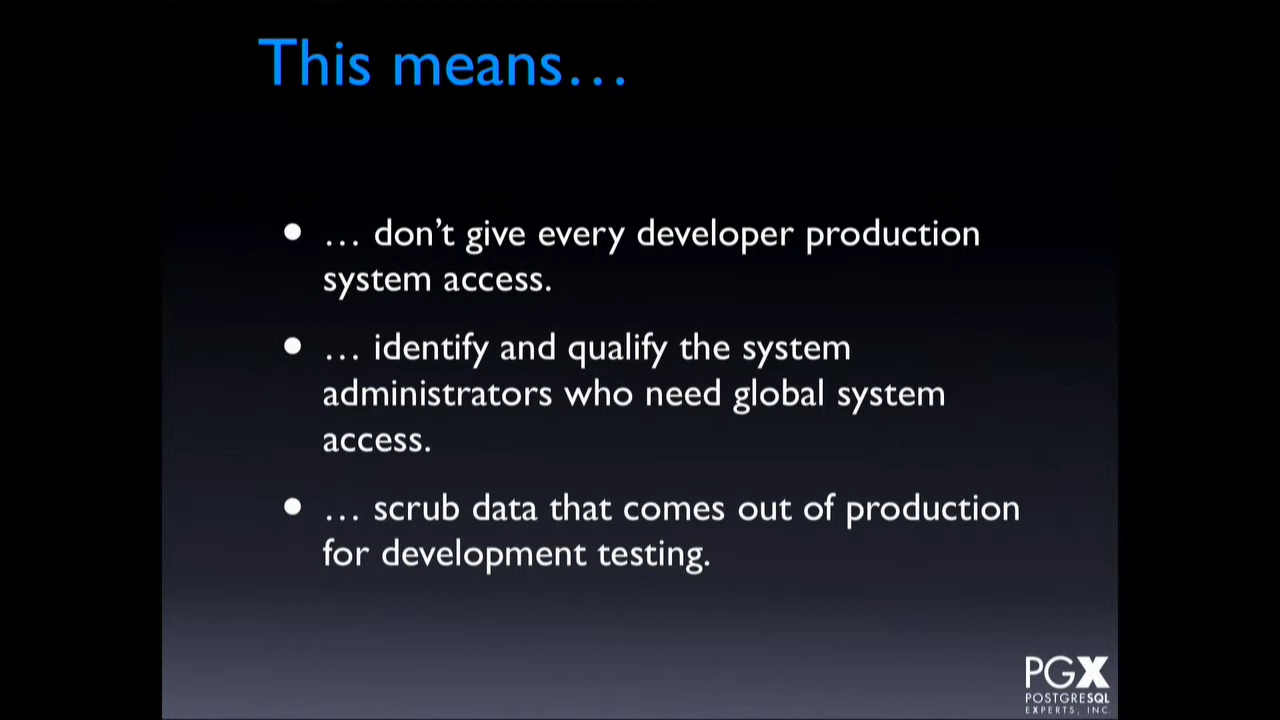 This means…
• … don’t give every developer production
system access.
• … identify and qualify the system
administrators who need global system
access.
• … scrub data that comes out of production
for development testing.
PGX
POSTGRESQL
EXPERTS, INC.